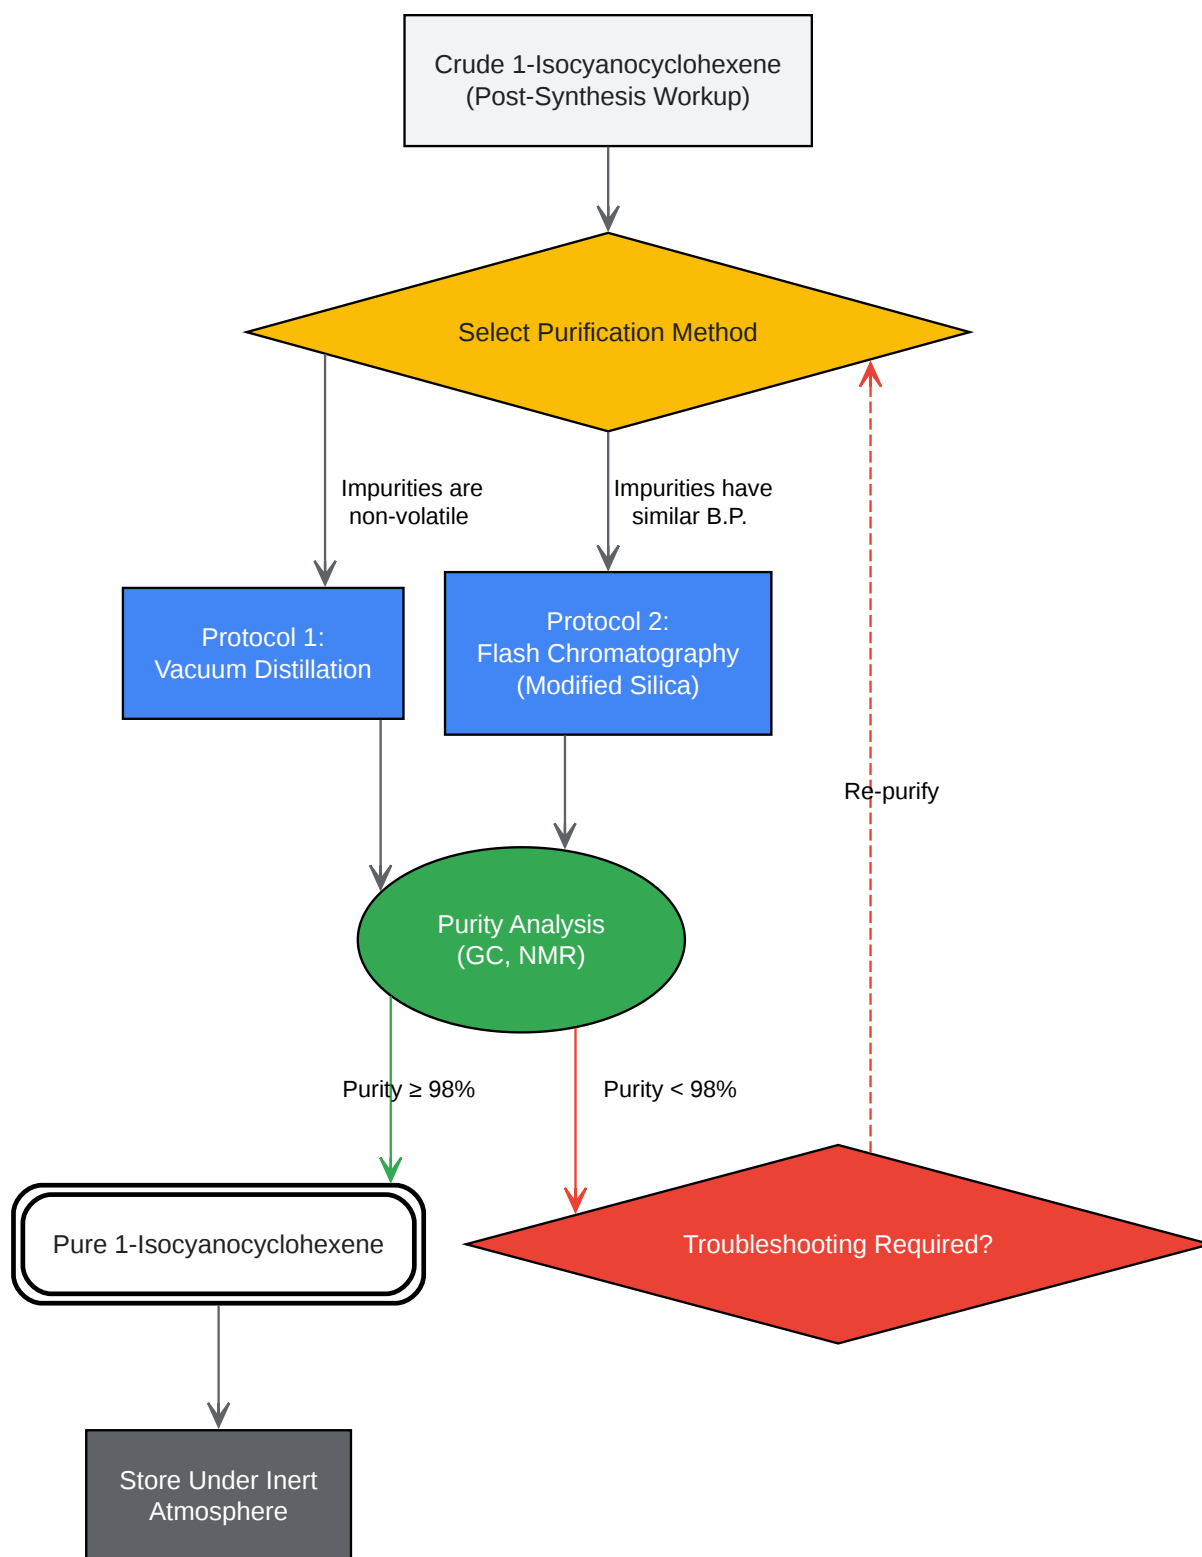 Crude 1-Isocyanocyclohexene
(Post-Synthesis Workup)
Select Purification Method
Impurities are
non-volatile
Impurities have
similar B.P.
Protocol 1:
Vacuum Distillation
Protocol 2:
Flash Chromatography
(Modified Silica)
Re-purify
Purity Analysis
(GC, NMR)
Purity ≥ 98%
Purity < 98%
Pure 1-Isocyanocyclohexene
Troubleshooting Required?
Store Under Inert
Atmosphere